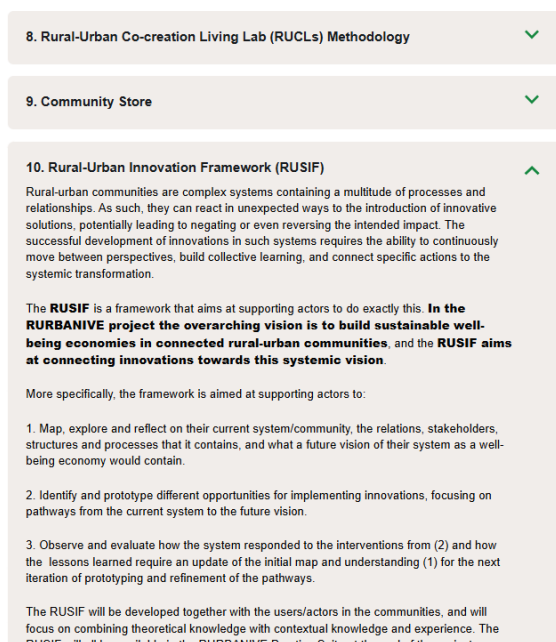 8. Rural-Urban Co-creation Living Lab (RUCLs) Methodology
9. Community Store
10. Rural-Urban Innovation Framework (RUSIF)
Rural-urban communities are complex systems containing a multitude of processes and
relationships. As such, they can react in unexpected ways to the introduction of innovative
solutions, potentially leading to negating or even reversing the intended impact. The
successful development of innovations in such systems requires the ability to continuously
move between perspectives, build collective learning, and connect specific actions to the
systemic transformation.
The RUSIF is a framework that aims at supporting actors to do exactly this. In the
RURBANIVE project the overarching vision is to build sustainable well-
being economies in connected rural-urban communities, and the RUSIF aims
at connecting innovations towards this systemic vision.
More specifically, the framework is aimed at supporting actors to:
1. Map, explore and reflect on their current system/community, the relations, stakeholders,
structures and processes that it contains, and what a future vision of their system as a well-
being economy would contain.
2. Identify and prototype different opportunities for implementing innovations, focusing on
pathways from the current system to the future vision.
3. Observe and evaluate how the system responded to the interventions from (2) and how
the lessons learned require an update of the initial map and understanding (1) for the next
iteration of prototyping and refinement of the pathways.
The RUSIF will be developed together with the users/actors in the communities, and will
focus on combining theoretical knowledge with contextual knowledge and experience. The